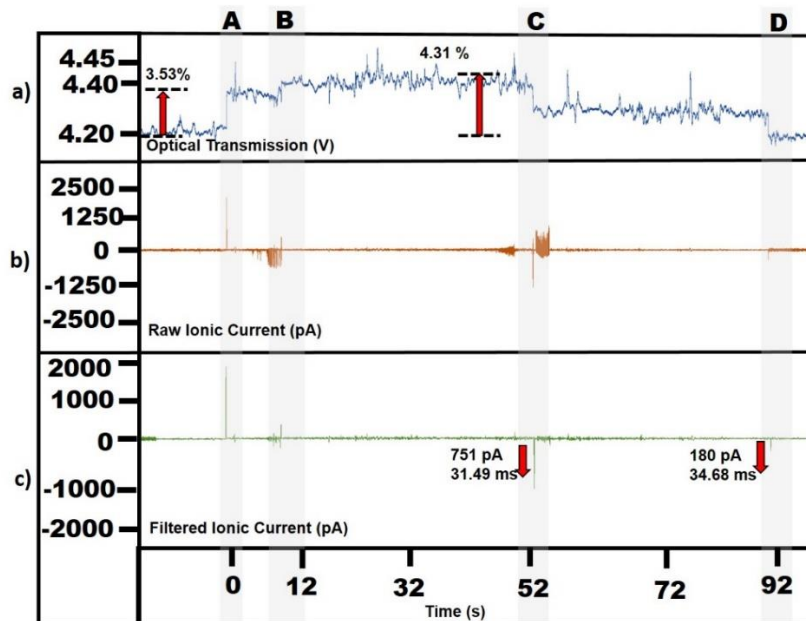 A B C D
a)
4.45
4.40
4.20
3.53%
4.31 %
Optical Transmission (V)
b)
2500
1250
0
-1250
-2500
Raw Ionic Current (pA)
c)
2000
1000
0
-1000
-2000
751 pA
31.49 ms
180 pA
34.68 ms
Filtered Ionic Current (pA)
0 12 32 52 72 92
Time (s)